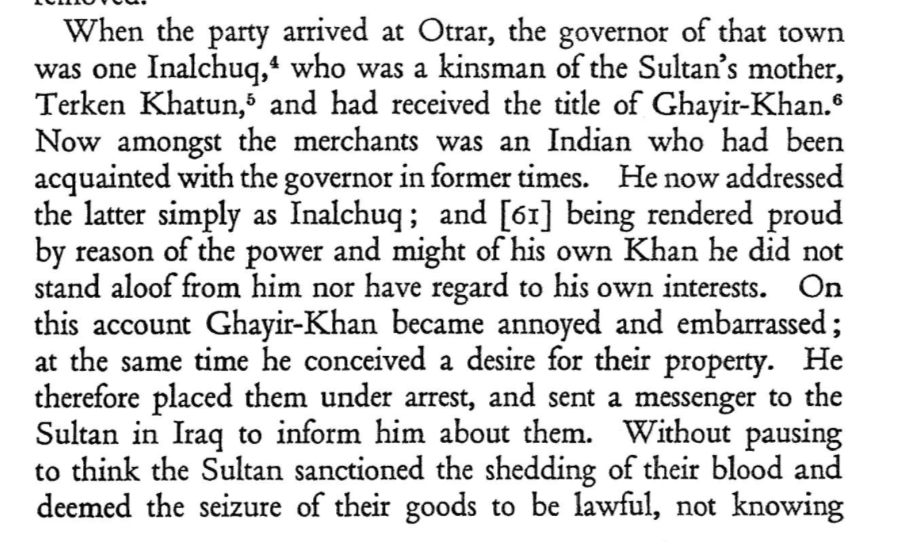 When the party arrived at Otrar, the governor of that town
was one Inalchuq,⁴ who was a kinsman of the Sultan's mother,
Terken Khatun,⁵ and had received the title of Ghayir-Khan.⁶
Now amongst the merchants was an Indian who had been
acquainted with the governor in former times. He now addressed
the latter simply as Inalchuq; and [61] being rendered proud
by reason of the power and might of his own Khan he did not
stand aloof from him nor have regard to his own interests. On
this account Ghayir-Khan became annoyed and embarrassed;
at the same time he conceived a desire for their property. He
therefore placed them under arrest, and sent a messenger to the
Sultan in Iraq to inform him about them. Without pausing
to think the Sultan sanctioned the shedding of their blood and
deemed the seizure of their goods to be lawful, not knowing